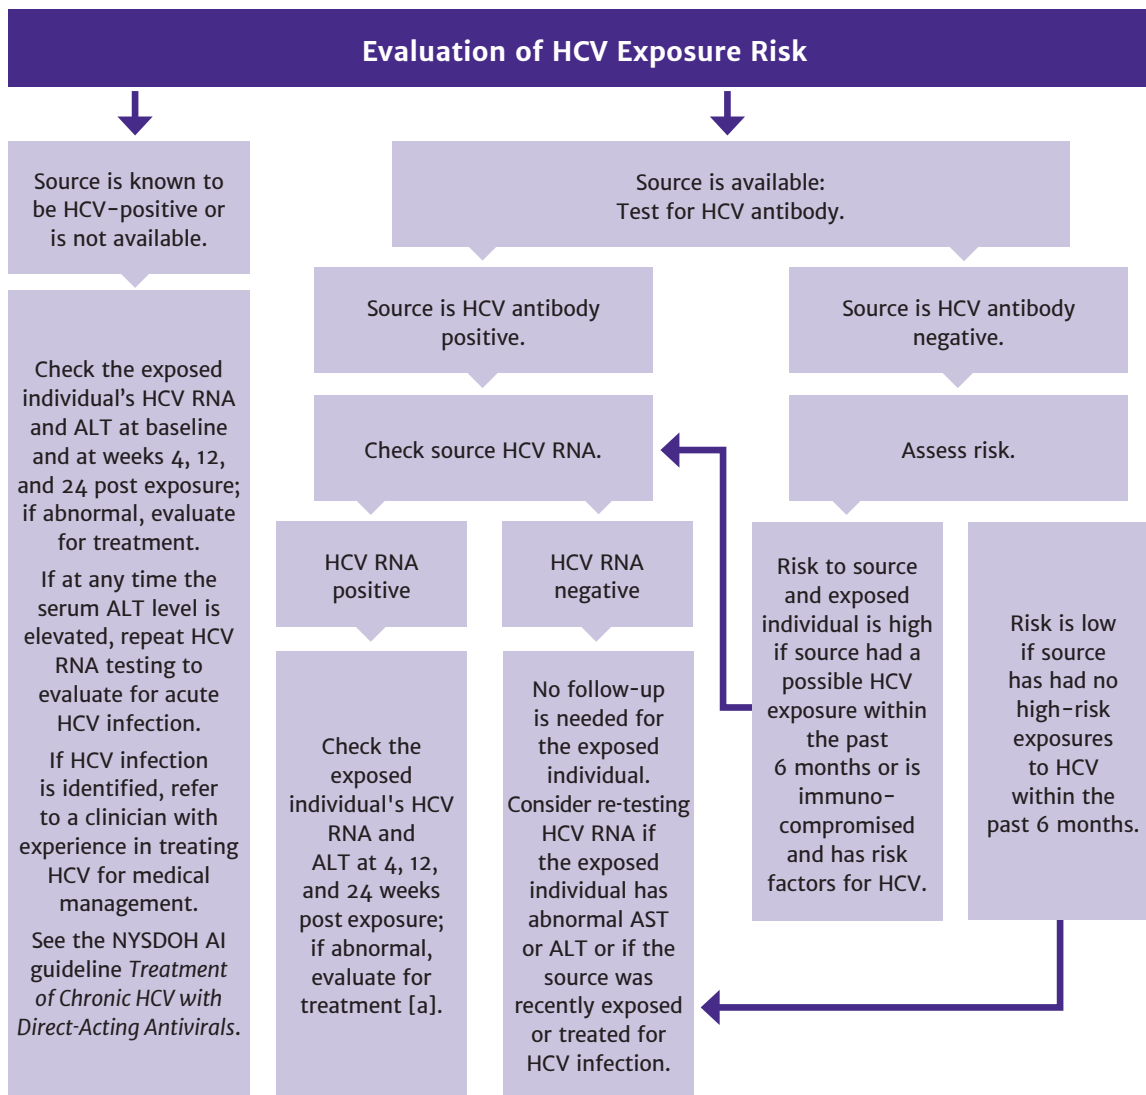 Evaluation of HCV Exposure Risk
Source is known to
be HCV-positive or
is not available.
Check the exposed
individual’s HCV RNA
and ALT at baseline
and at weeks 4, 12,
and 24 post exposure;
if abnormal, evaluate
for treatment.
If at any time the
serum ALT level is
elevated, repeat HCV
RNA testing to
evaluate for acute
HCV infection.
If HCV infection
is identified, refer
to a clinician with
experience in treating
HCV for medical
management.
See the NYSDOH AI
guideline Treatment
of Chronic HCV with
Direct-Acting Antivirals.
Source is available:
Test for HCV antibody.
Source is HCV antibody
positive.
Check source HCV RNA.
HCV RNA
positive
Check the
exposed
individual's HCV
RNA and
ALT at 4, 12,
and 24 weeks
post exposure;
if abnormal,
evaluate for
treatment [a].
HCV RNA
negative
No follow-up
is needed for
the exposed
individual.
Consider re-testing
HCV RNA if
the exposed
individual has
abnormal AST
or ALT or if the
source was
recently exposed
or treated for
HCV infection.
Source is HCV antibody
negative.
Assess risk.
Risk to source
and exposed
individual is high
if source had a
possible HCV
exposure within
the past
6 months or is
immuno-
compromised
and has risk
factors for HCV.
Risk is low
if source
has had no
high-risk
exposures
to HCV
within the
past 6 months.